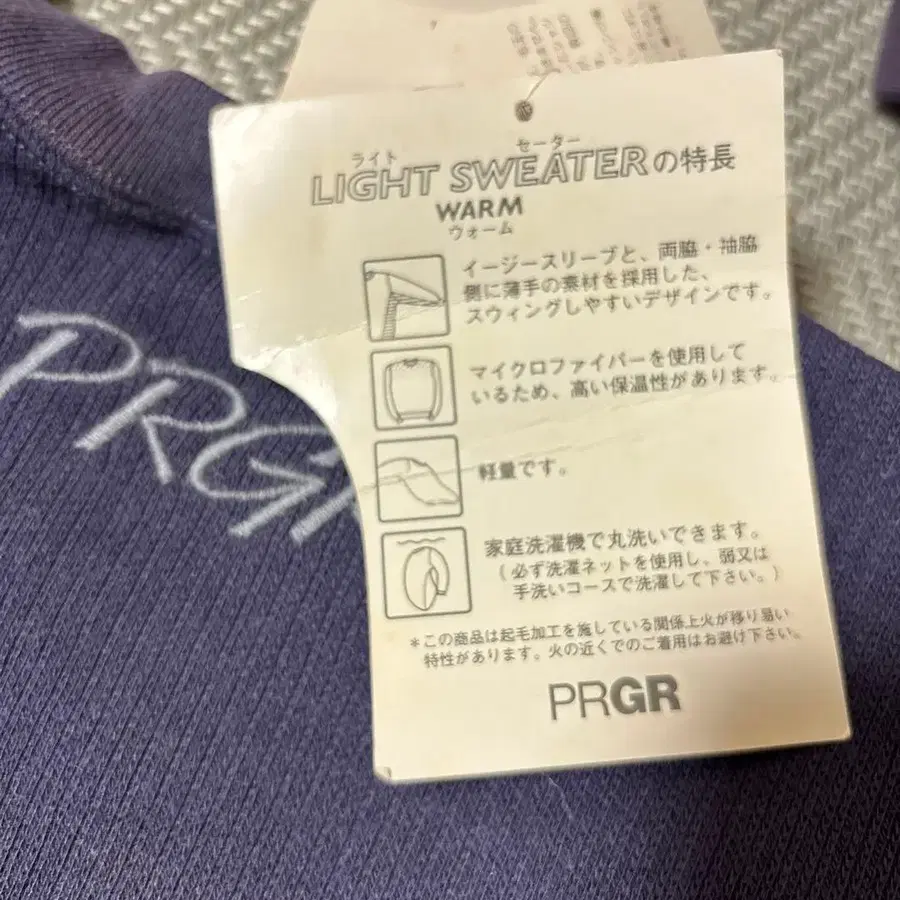 ライト セーター
LIGHT SWEATERの特長
WARM
ウォーム
イージースリーブと、両脇・袖脇
側に薄手の素材を採用した、
スウィングしやすいデザインです。
マイクロファイバーを使用して
いるため、高い保温性があります。
軽量です。
家庭洗濯機で丸洗いできます。
(必ず洗濯ネットを使用し、弱又は
手洗いコースで洗濯して下さい。)
*この商品は起毛加工を施している関係上火が移り易い
特性があります。火の近くでのご着用はお避け下さい。
PRGR
PRGR